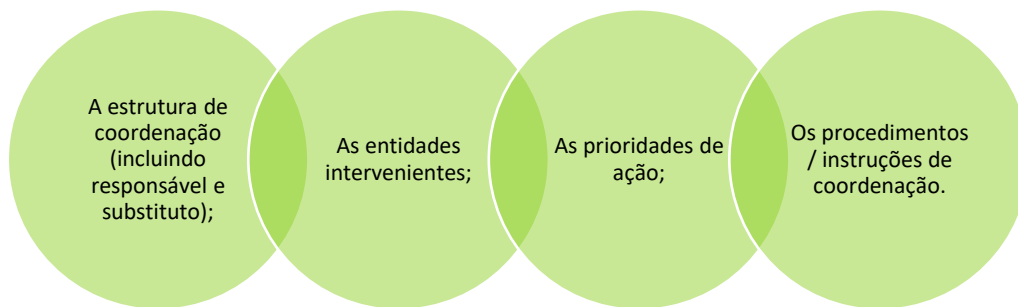 A estrutura de
coordenação
(incluindo
responsável e
substituto);
As entidades
intervenientes;
As prioridades de
ação;
Os procedimentos
/ instruções de
coordenação.